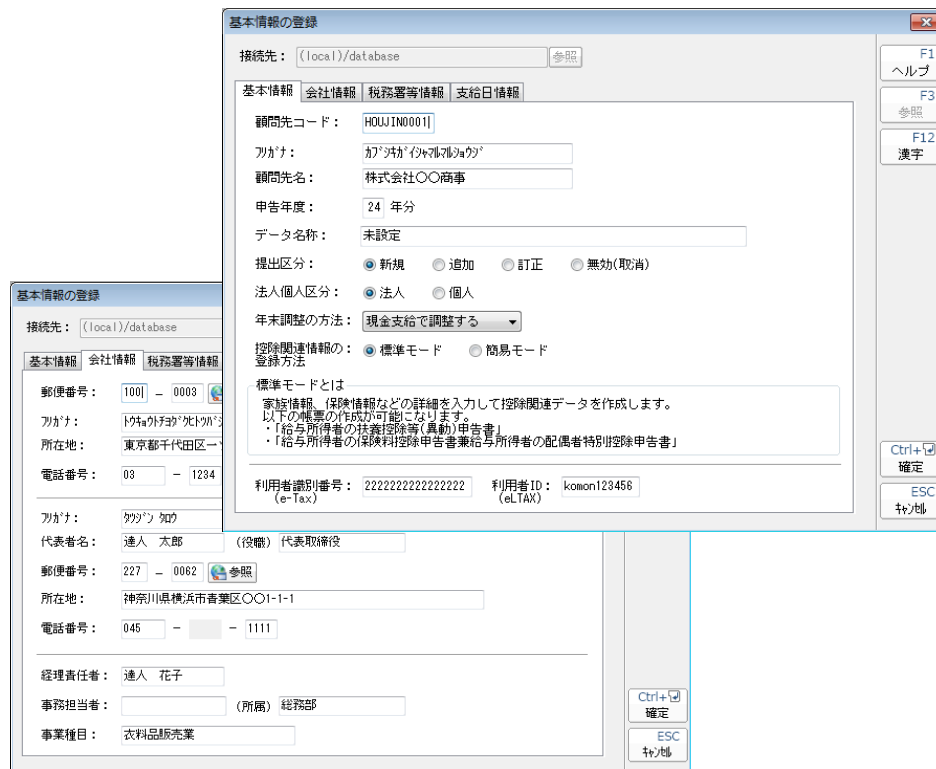 基本情報の登録
接続先： (local)/database 参照
基本情報 会社情報 税務署等情報 支給日情報
顧問先コード： HOUJIN0001
ﾌﾘｶﾞﾅ： ｶﾌﾞｼｷｶﾞｲｼｬﾏﾙﾏﾙｼｮｳｼﾞ
顧問先名： 株式会社〇〇商事
申告年度： 24 年分
データ名称： 未設定
提出区分： 新規 追加 訂正 無効(取消)
法人個人区分： 法人 個人
年末調整の方法： 現金支給で調整する
控除関連情報の：
登録方法
標準モード 簡易モード
標準モードとは
家族情報、保険情報などの詳細を入力して控除関連データを作成します。
以下の帳票の作成が可能になります。
・「給与所得者の扶養控除等(異動)申告書」
・「給与所得者の保険料控除申告書兼給与所得者の配偶者特別控除申告書」
利用者識別番号： 2222222222222222 利用者ID： komon123456
(e-Tax) (eLTAX)
F1
ヘルプ
F3
参照
F12
漢字
Ctrl+
確定
ESC
ｷｬﾝｾﾙ
基本情報の登録
接続先： (local)/database
基本情報 会社情報 税務署等情報
郵便番号： 100 － 0003
ﾌﾘｶﾞﾅ： ﾄｳｷｮｳﾄﾁﾖﾀﾞｸﾋﾄﾂﾊﾞｼ
所在地： 東京都千代田区一
電話番号： 03 － 1234
ﾌﾘｶﾞﾅ： ﾀﾂｼﾞﾝ ﾀﾛｳ
代表者名： 達人 太郎 (役職) 代表取締役
郵便番号： 227 － 0062 参照
所在地： 神奈川県横浜市青葉区〇〇1-1-1
電話番号： 045 － － 1111
経理責任者： 達人 花子
事務担当者： (所属) 総務部
事業種目： 衣料品販売業
Ctrl+
確定
ESC
ｷｬﾝｾﾙ